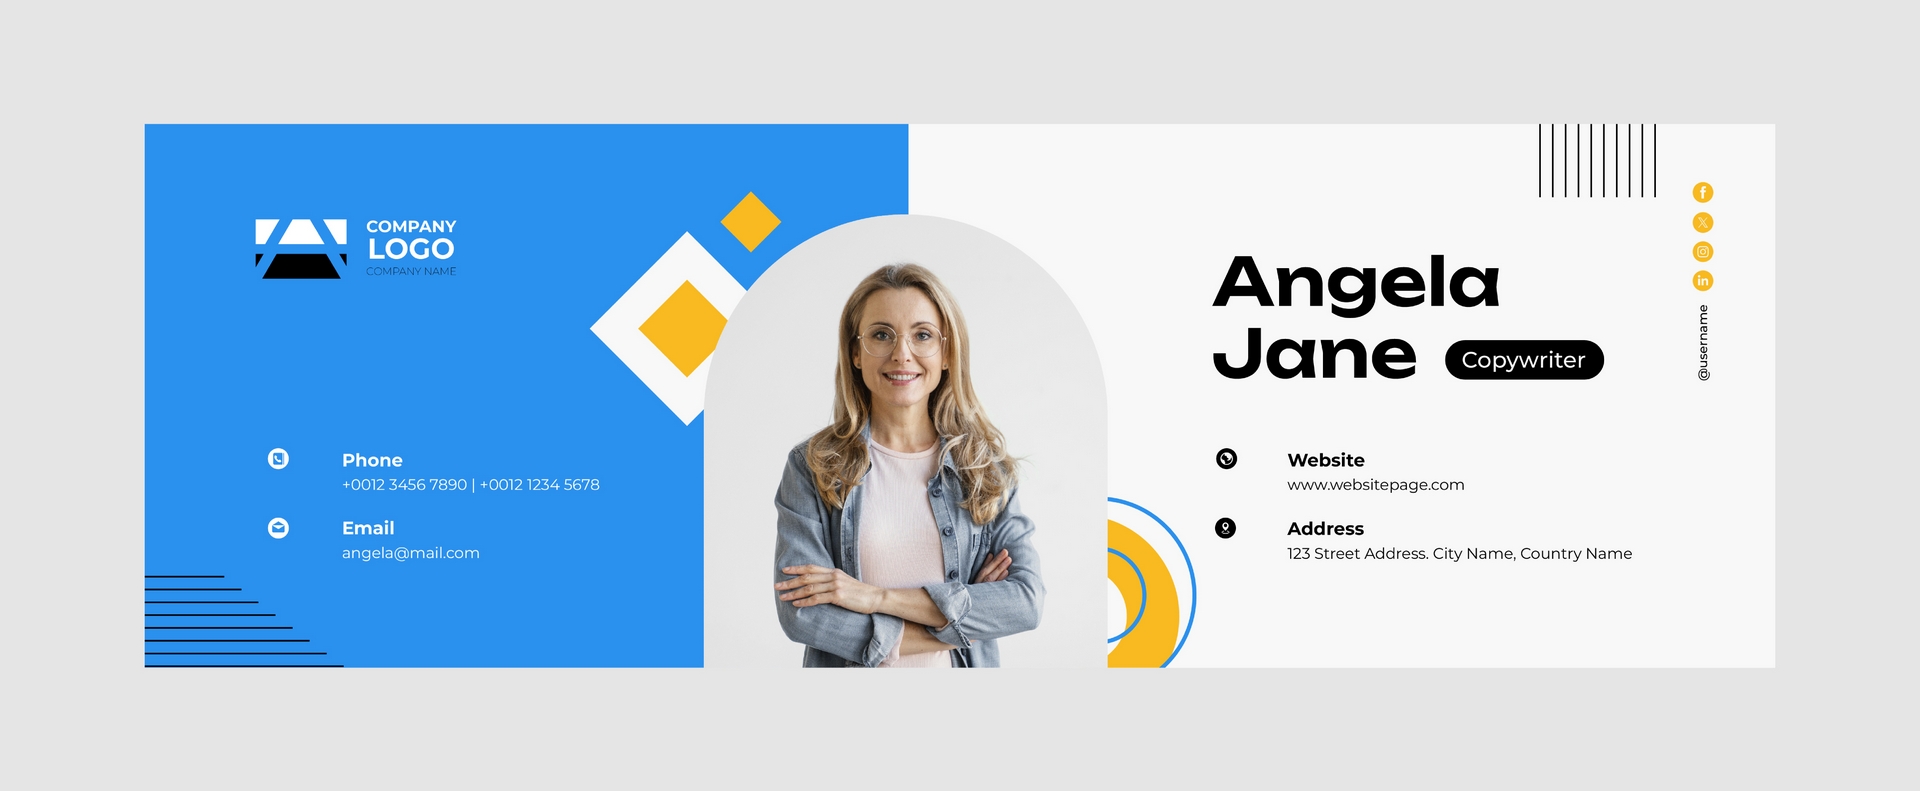 COMPANY
LOGO
COMPANY NAME
Phone
+0012 3456 7890 | +0012 1234 5678
Email
angela@mail.com
Angela
Jane
Copywriter
Website
www.websitepage.com
Address
123 Street Address. City Name, Country Name
@username